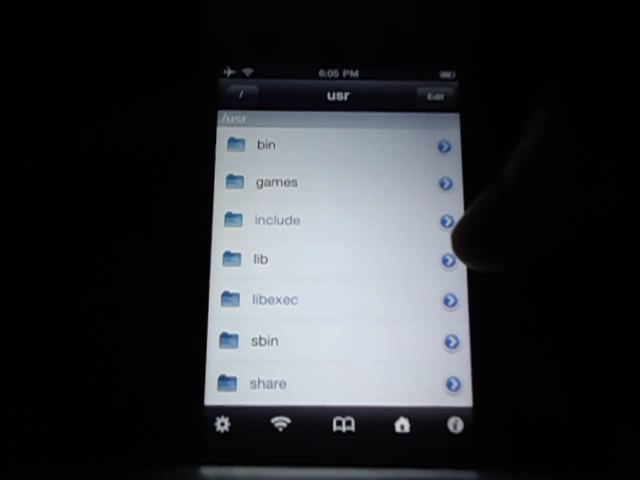 6:05 PM
/
usr
Edit
/usr
bin
games
include
lib
libexec
sbin
share